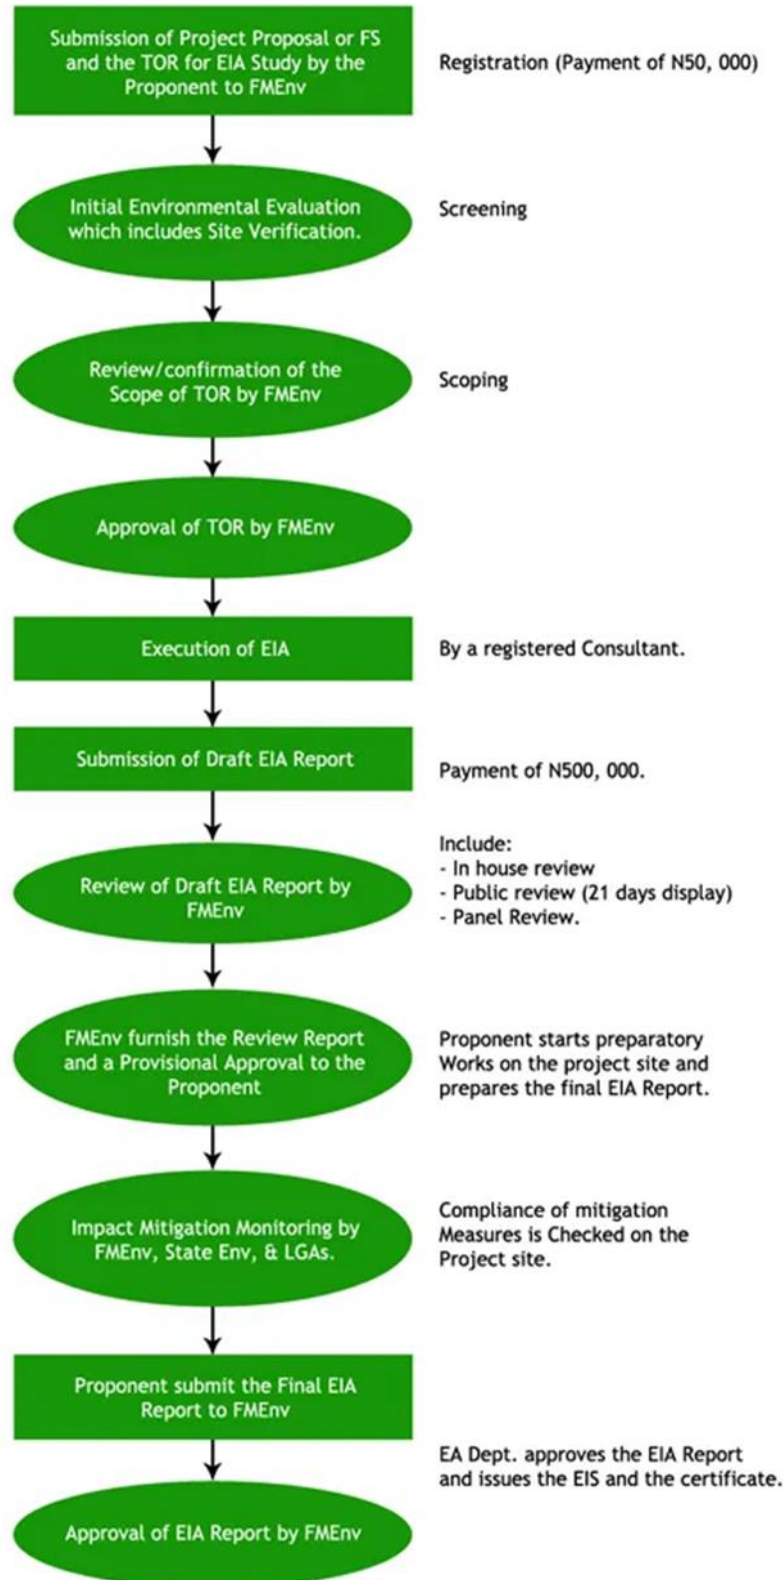 Submission of Project Proposal or FS
and the TOR for EIA Study by the
Proponent to FMEnv
Registration (Payment of N50, 000)
Initial Environmental Evaluation
which includes Site Verification.
Screening
Review/confirmation of the
Scope of TOR by FMEnv
Scoping
Approval of TOR by FMEnv
Execution of EIA
By a registered Consultant.
Submission of Draft EIA Report
Payment of N500, 000.
Review of Draft EIA Report by
FMEnv
Include:
- In house review
- Public review (21 days display)
- Panel Review.
FMEnv furnish the Review Report
and a Provisional Approval to the
Proponent
Proponent starts preparatory
Works on the project site and
prepares the final EIA Report.
Impact Mitigation Monitoring by
FMEnv, State Env, & LGAs.
Compliance of mitigation
Measures is Checked on the
Project site.
Proponent submit the Final EIA
Report to FMEnv
EA Dept. approves the EIA Report
and issues the EIS and the certificate.
Approval of EIA Report by FMEnv